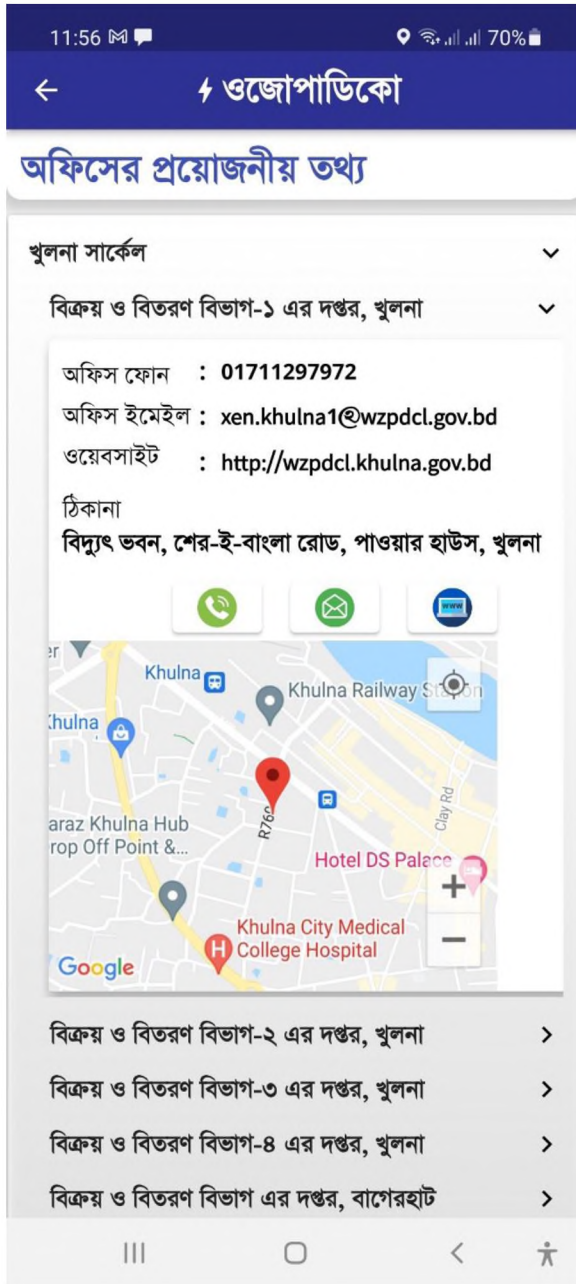 11:56 70%
ওজোপাডিকো
অফিসের প্রয়োজনীয় তথ্য
খুলনা সার্কেল
বিক্রয় ও বিতরণ বিভাগ-১ এর দপ্তর, খুলনা
অফিস ফোন : 01711297972
অফিস ইমেইল : xen.khulna1@wzpdcl.gov.bd
ওয়েবসাইট : http://wzpdcl.khulna.gov.bd
ঠিকানা
বিদ্যুৎ ভবন, শের-ই-বাংলা রোড, পাওয়ার হাউস, খুলনা
www
er
Khulna
Khulna Railway Station
Khulna
Clay Rd
R760
araz Khulna Hub
rop Off Point &...
Hotel DS Palace
+
Khulna City Medical
College Hospital
−
H
Google
বিক্রয় ও বিতরণ বিভাগ-২ এর দপ্তর, খুলনা
বিক্রয় ও বিতরণ বিভাগ-৩ এর দপ্তর, খুলনা
বিক্রয় ও বিতরণ বিভাগ-৪ এর দপ্তর, খুলনা
বিক্রয় ও বিতরণ বিভাগ এর দপ্তর, বাগেরহাট